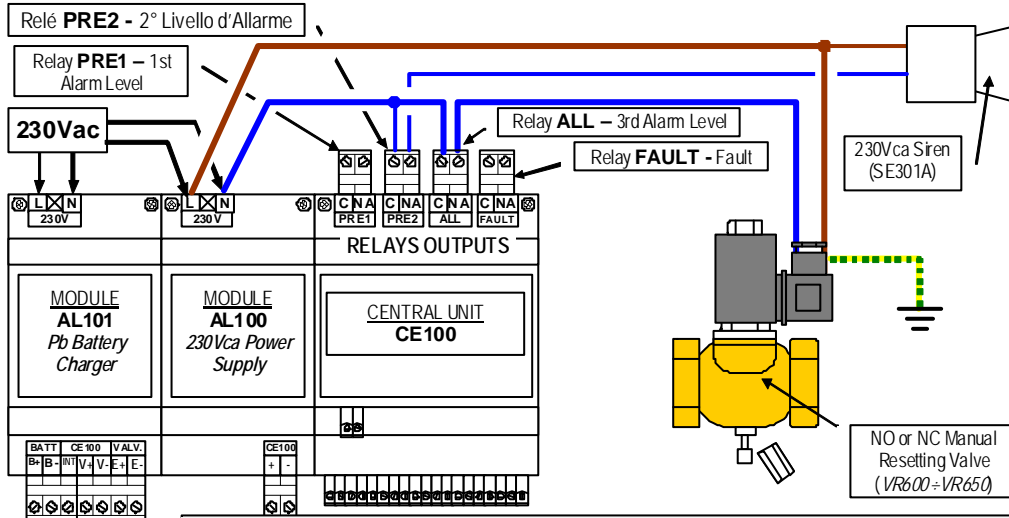 Relé PRE2 - 2° Livello d'Allarme
Relay PRE1 – 1st
Alarm Level
230Vac
Relay ALL – 3rd Alarm Level
Relay FAULT - Fault
230Vca Siren
(SE301A)
L N
230V
L N
230V
C NA
PRE1
C NA
PRE2
C NA
ALL
C NA
FAULT
RELAYS OUTPUTS
MODULE
AL101
Pb Battery
Charger
MODULE
AL100
230Vca Power
Supply
CENTRAL UNIT
CE100
BATT CE100 VALV.
B+ B- INT V+ V- E+ E-
CE100
+ -
NO or NC Manual
Resetting Valve
(VR600÷VR650)